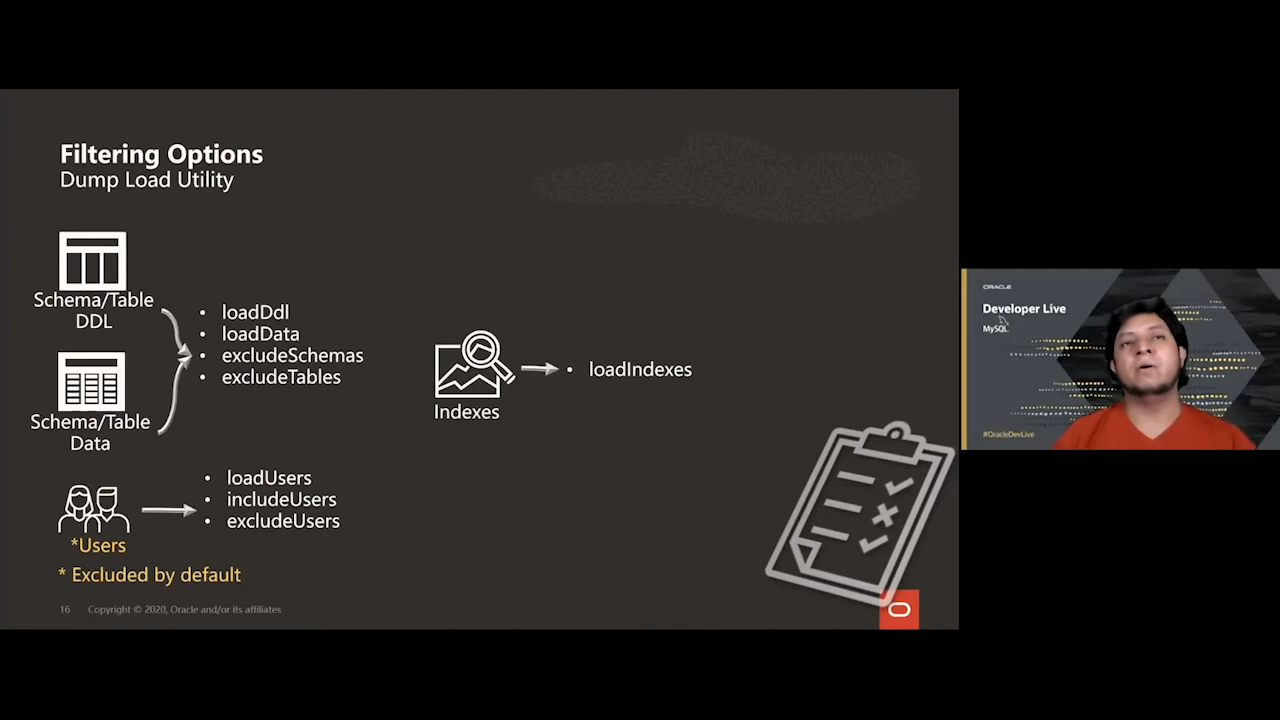 Filtering Options
Dump Load Utility
Schema/Table
DDL
Schema/Table
Data
• loadDdl
• loadData
• excludeSchemas
• excludeTables
Indexes
• loadIndexes
• loadUsers
• includeUsers
• excludeUsers
*Users
* Excluded by default
16 Copyright © 2020, Oracle and/or its affiliates
ORACLE
Developer Live
MySQL
#OracleDevLive